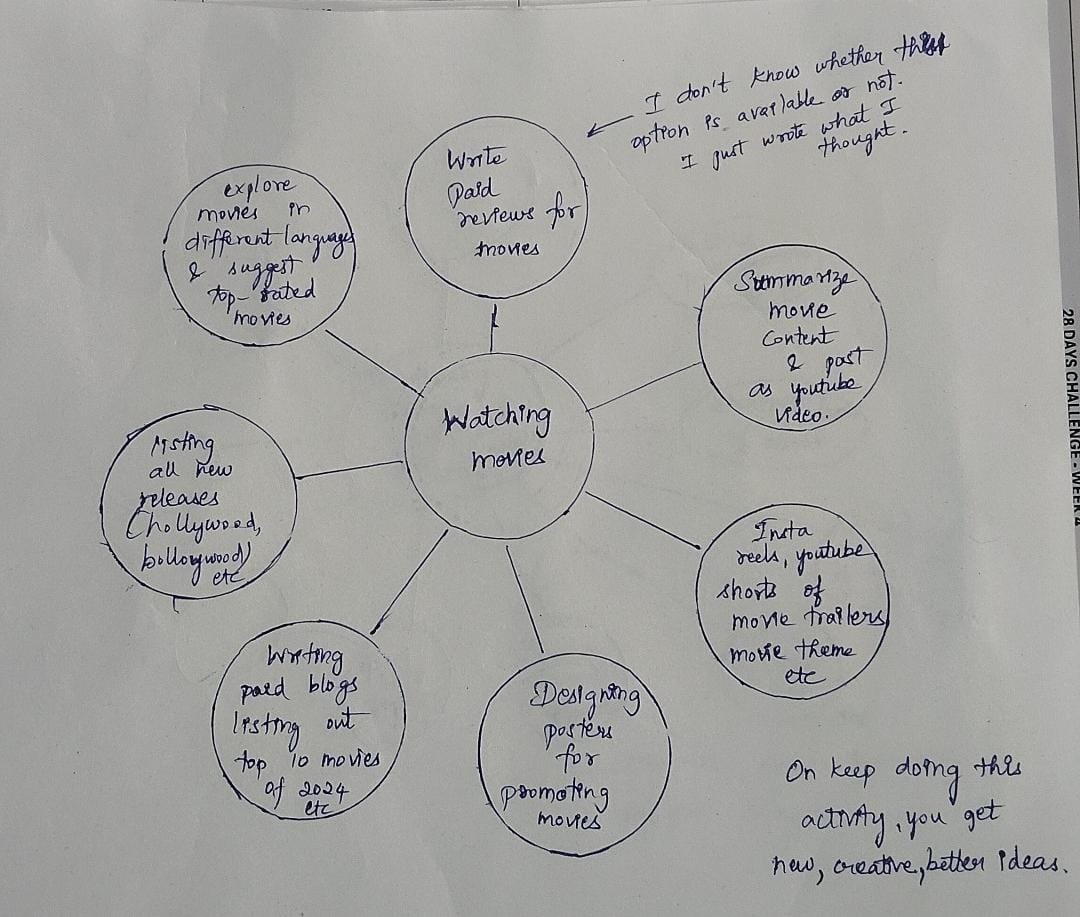 I don't know whether this
option is available or not.
I just wrote what I
thought.
Write
paid
reviews for
movies
explore
movies in
different languages
& suggest
top-rated
movies
Summarize
movie
content
& post
as youtube
video.
Watching
movies
listing
all new
releases
(hollywood,
bollowywood)
etc
Insta
reels, youtube
shorts of
movie trailers
movie theme
etc
Writing
paid blogs
listing out
top 10 movies
of 2024
etc
Designing
posters
for
promoting
movies
On keep doing this
activity, you get
new, creative, better ideas.
28 DAYS CHALLENGE - WEEK 4